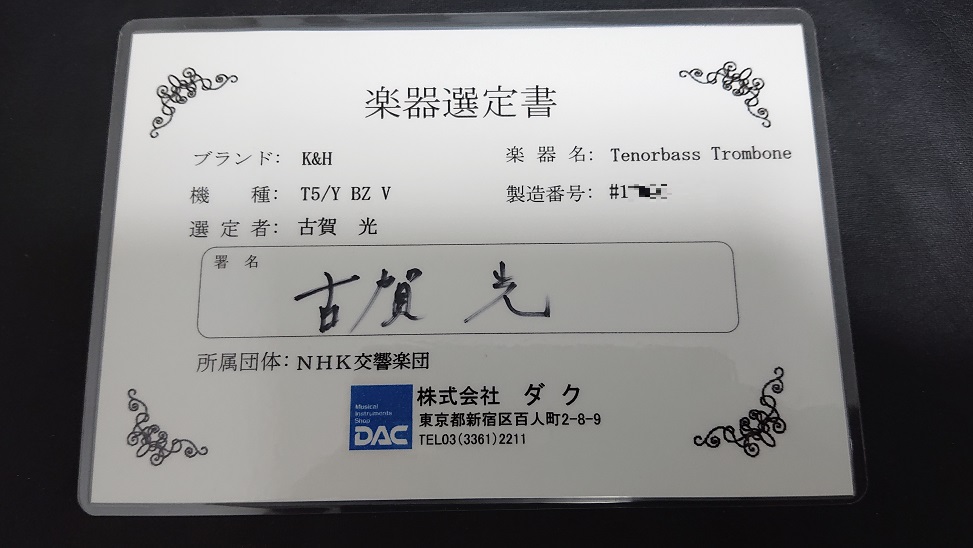 楽器選定書
ブランド： K&H
楽 器 名： Tenorbass Trombone
機　種： T5/Y BZ V
製造番号： #1
選 定 者： 古賀　光
署 名
古賀 光
所属団体：NHK交響楽団
Musical
Instruments
Shop
DAC
株式会社 ダク
東京都新宿区百人町2-8-9
TEL03(3361)2211